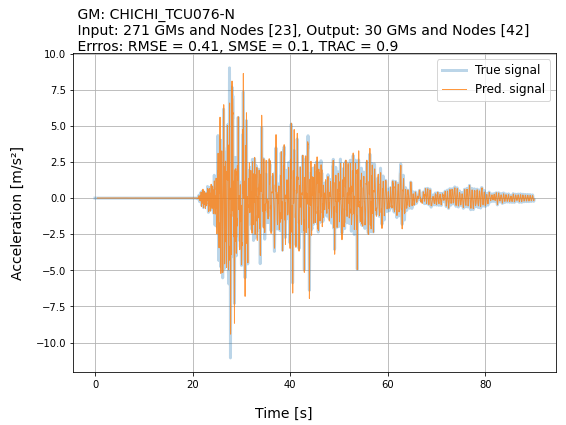 GM: CHICHI_TCU076-N
Input: 271 GMs and Nodes [23], Output: 30 GMs and Nodes [42]
Erros: RMSE = 0.41, SMSE = 0.1, TRAC = 0.9
True signal
Pred. signal
Acceleration [m/s²]
10.0
7.5
5.0
2.5
0.0
−2.5
−5.0
−7.5
−10.0
0
20
40
60
80
Time [s]